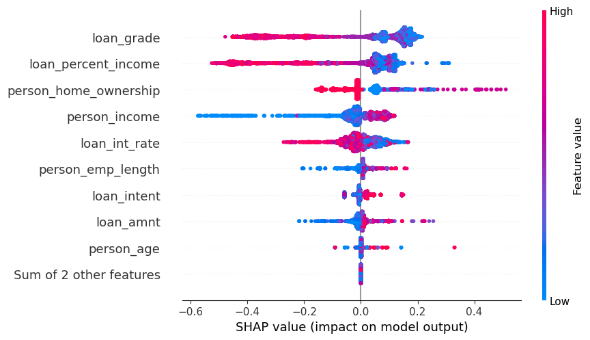 High
loan_grade
loan_percent_income
person_home_ownership
person_income
loan_int_rate
person_emp_length
loan_intent
loan_amnt
person_age
Sum of 2 other features
Feature value
Low
−0.6 −0.4 −0.2 0.0 0.2 0.4
SHAP value (impact on model output)